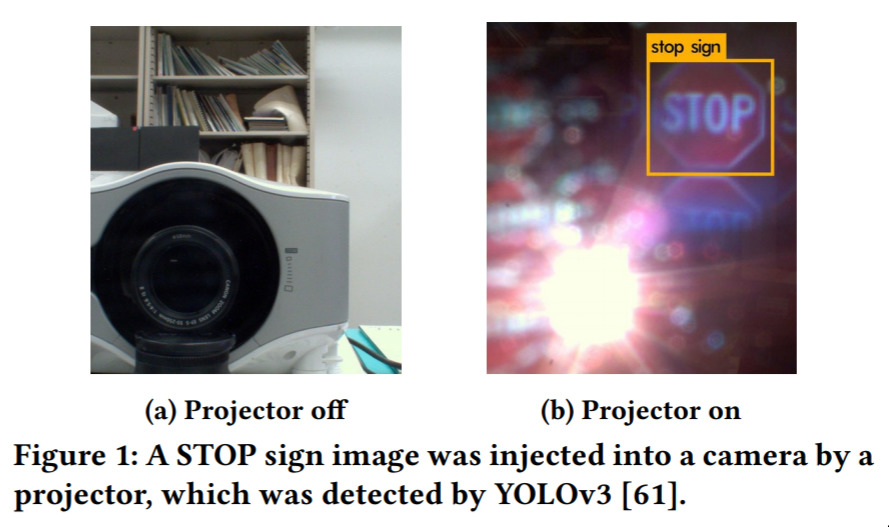 stop sign
STOP
STOP
(a) Projector off
(b) Projector on
Figure 1: A STOP sign image was injected into a camera by a
projector, which was detected by YOLOv3 [61].